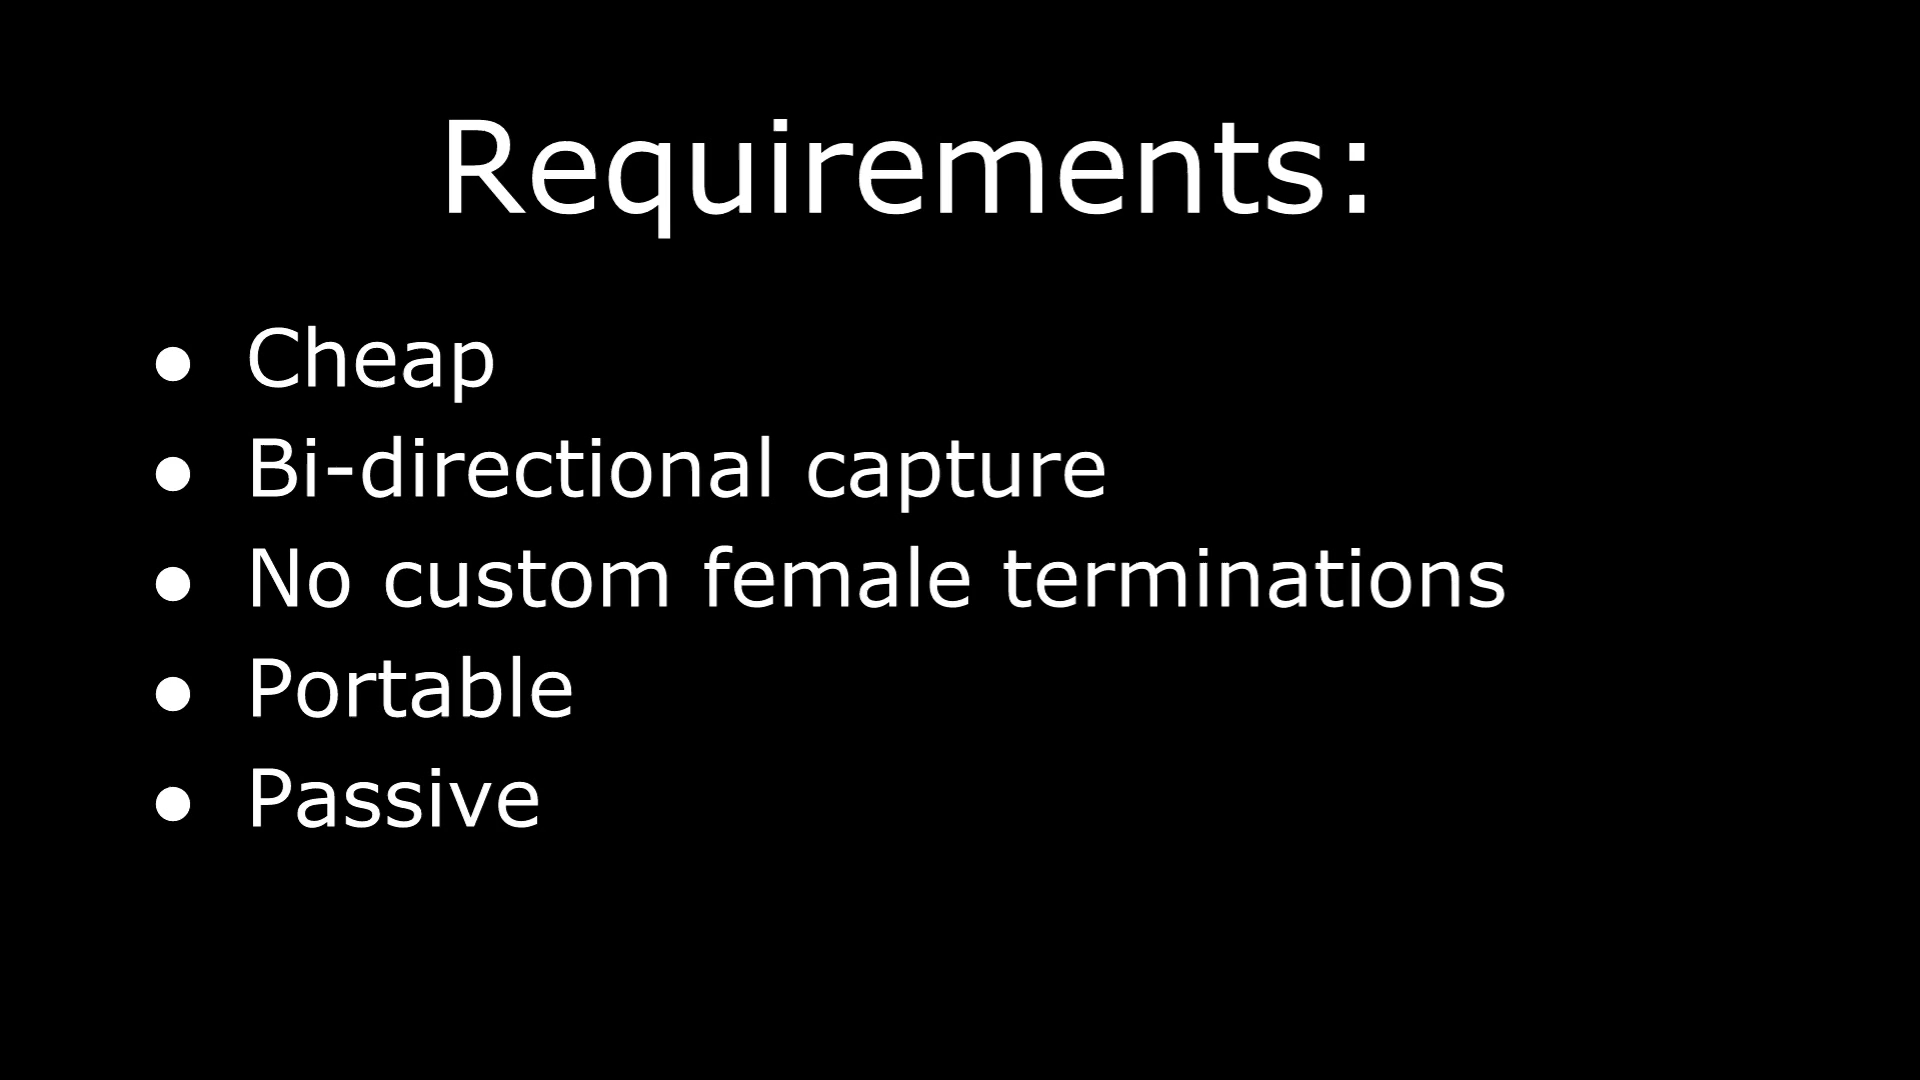 Requirements:
● Cheap
● Bi-directional capture
● No custom female terminations
● Portable
● Passive